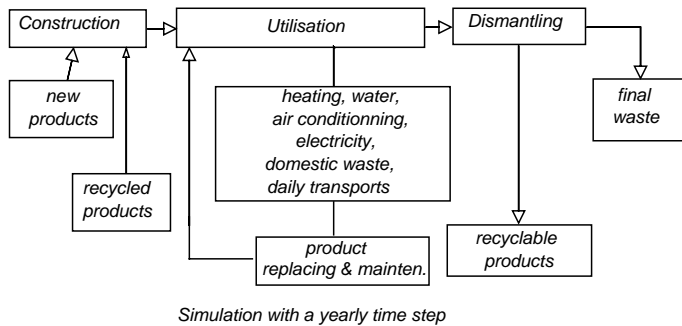 Construction
Utilisation
Dismantling
new
products
recycled
products
heating, water,
air conditionning,
electricity,
domestic waste,
daily transports
product
replacing & mainten.
final
waste
recyclable
products
Simulation with a yearly time step